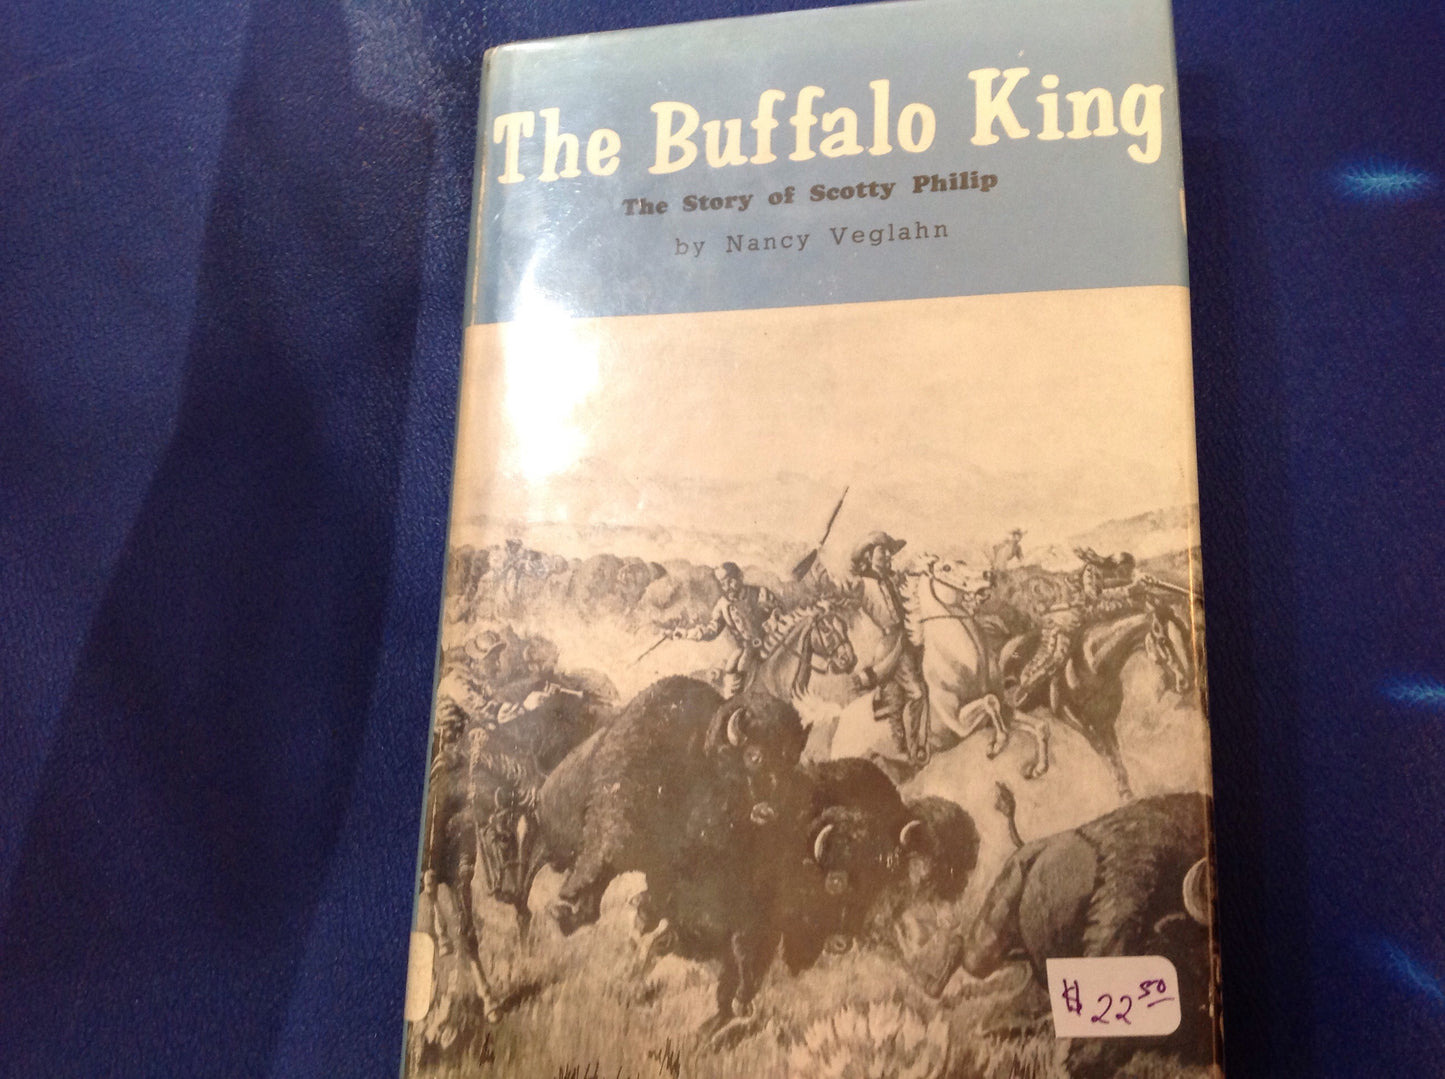 The Buffalo King
The Story of Scotty Philip
by Nancy Veglahn
$22.50